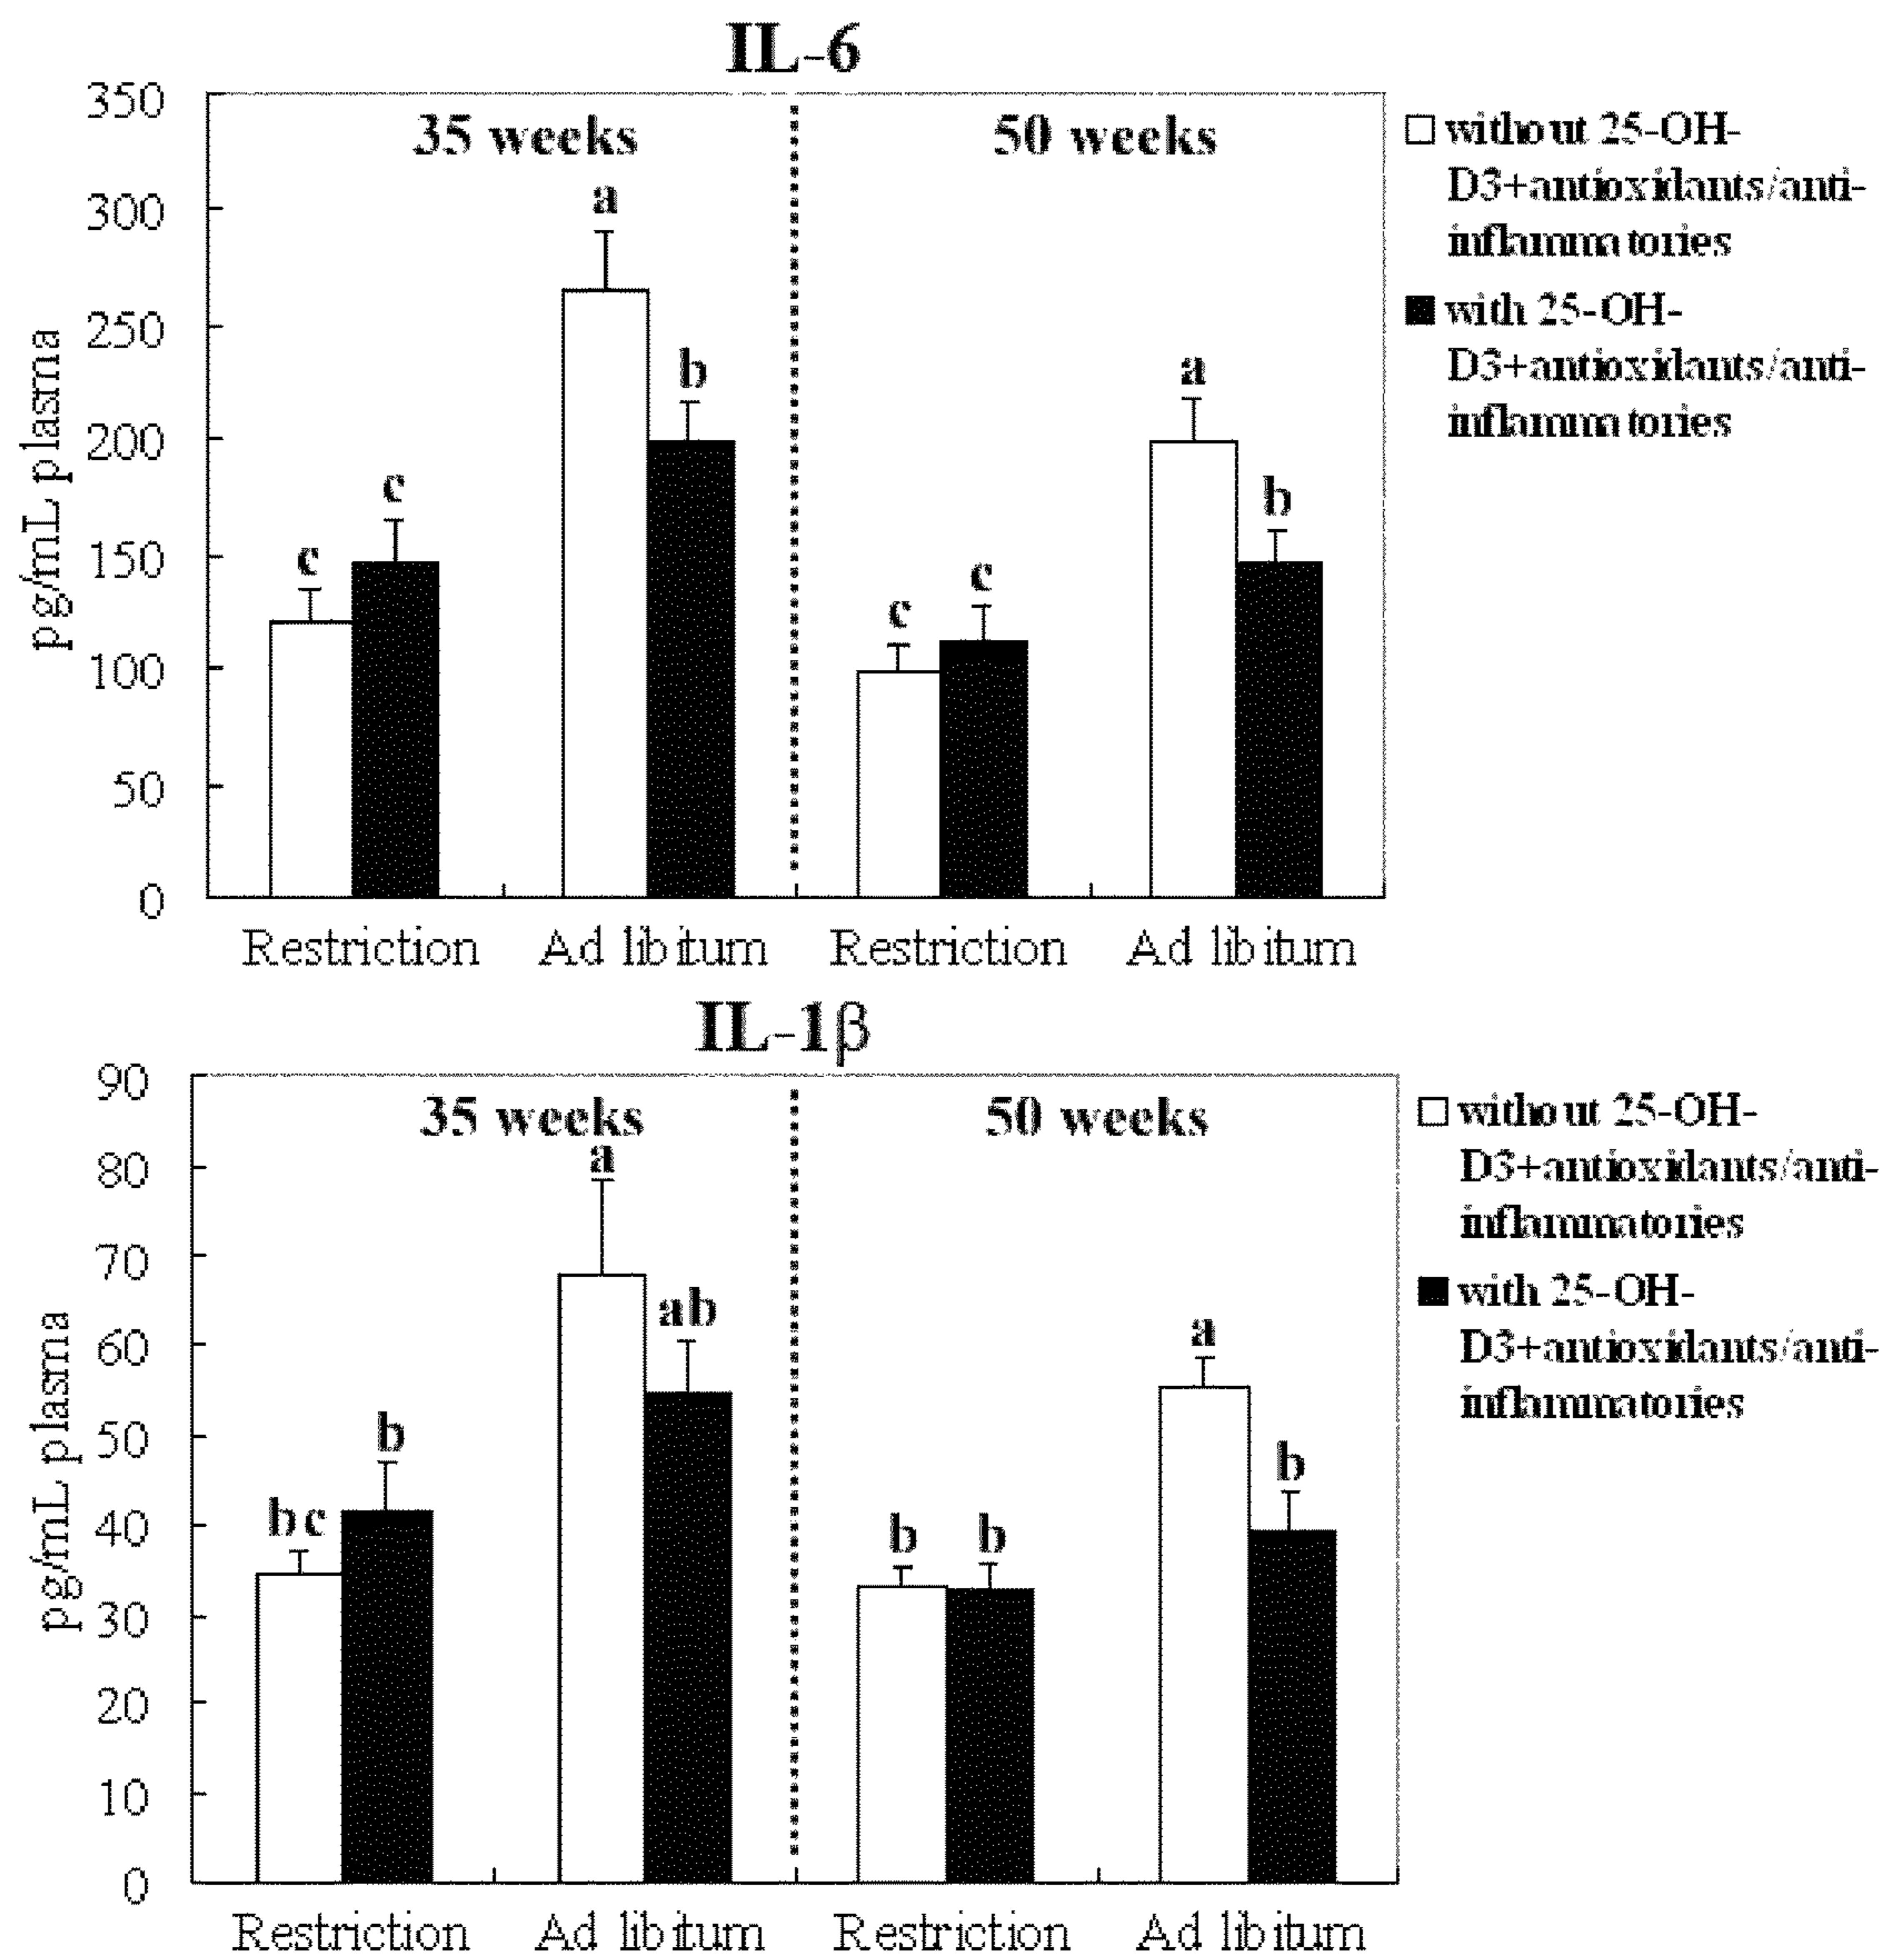 IL-6
350
300
250
200
150
100
50
0
pg/mL plasma
35 weeks
50 weeks
a
b
c
c
a
b
c
c
Restriction
Ad libitum
Restriction
Ad libitum
without 25-OH-
D3+antioxidants/anti-
inflammatories
with 25-OH-
D3+antioxidants/anti-
inflammatories
IL-1β
90
80
70
60
50
40
30
20
10
0
pg/mL plasma
35 weeks
50 weeks
a
ab
b
bc
a
b
b
b
Restriction
Ad libitum
Restriction
Ad libitum
without 25-OH-
D3+antioxidants/anti-
inflammatories
with 25-OH-
D3+antioxidants/anti-
inflammatories